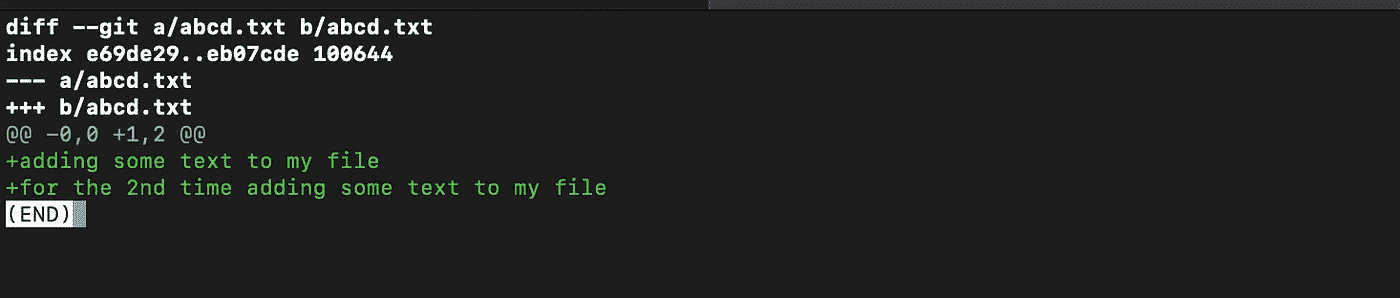 diff --git a/abcd.txt b/abcd.txt
index e69de29..eb07cde 100644
--- a/abcd.txt
+++ b/abcd.txt
@@ -0,0 +1,2 @@
+adding some text to my file
+for the 2nd time adding some text to my file
(END)